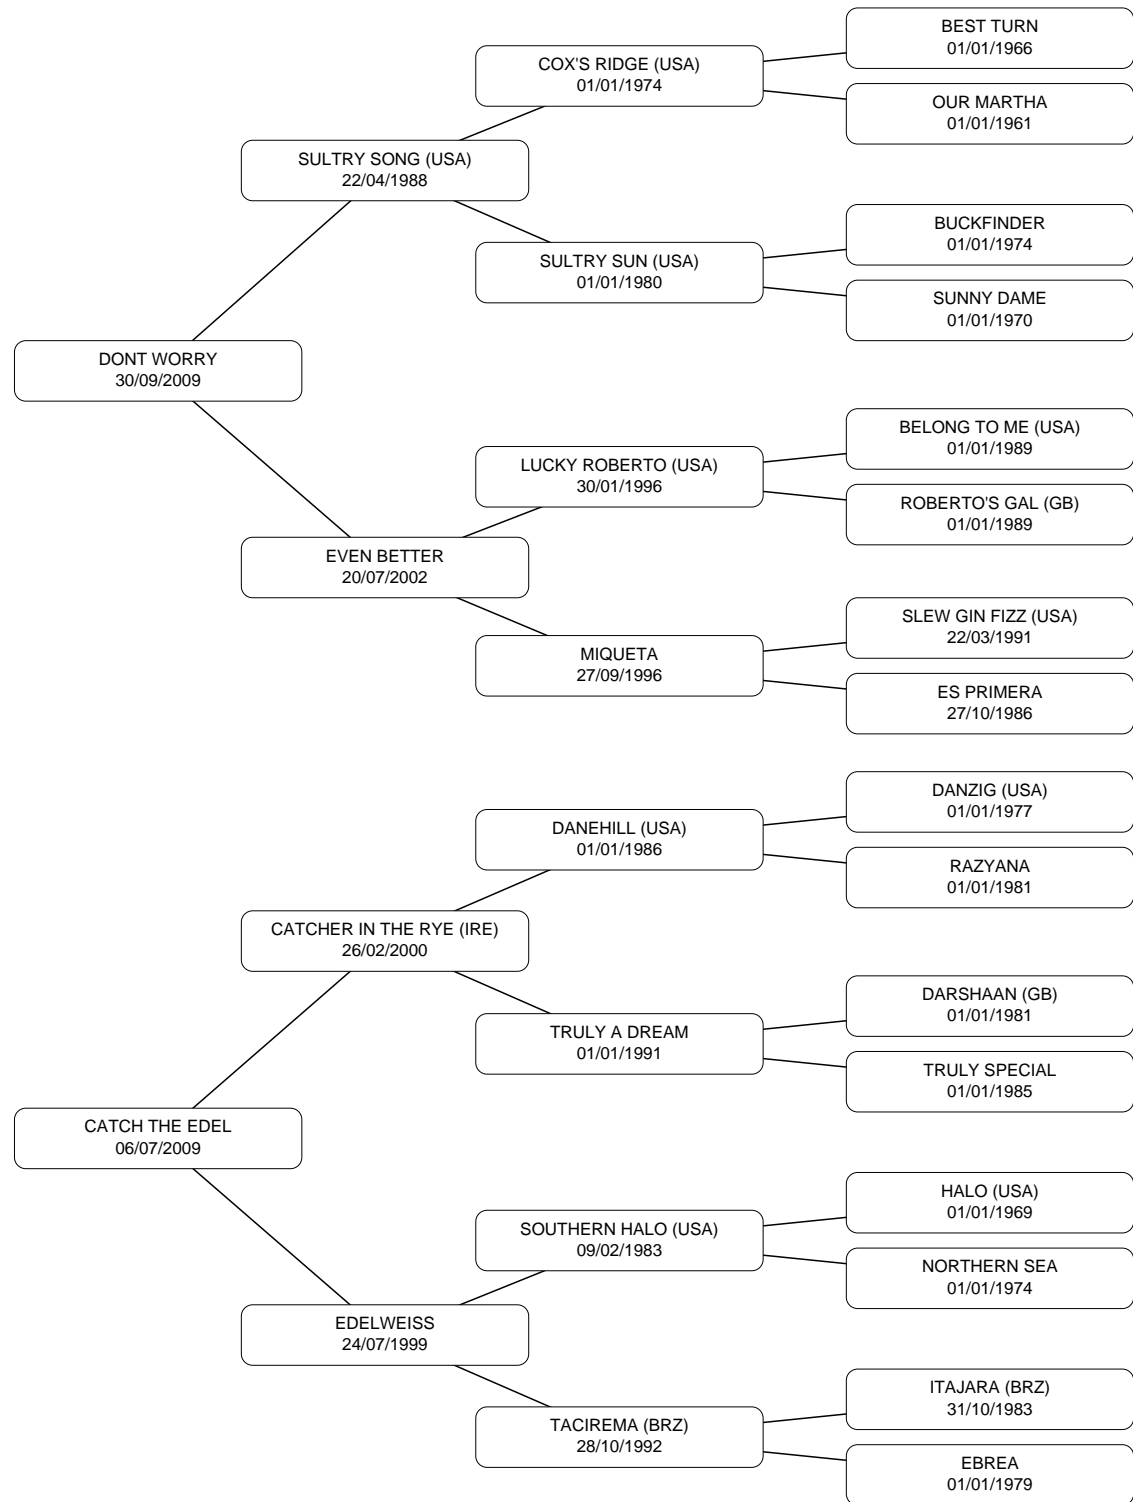 BEST TURN
01/01/1966
COX'S RIDGE (USA)
01/01/1974
OUR MARTHA
01/01/1961
SULTRY SONG (USA)
22/04/1988
BUCKFINDER
01/01/1974
SULTRY SUN (USA)
01/01/1980
SUNNY DAME
01/01/1970
DONT WORRY
30/09/2009
BELONG TO ME (USA)
01/01/1989
LUCKY ROBERTO (USA)
30/01/1996
ROBERTO'S GAL (GB)
01/01/1989
EVEN BETTER
20/07/2002
SLEW GIN FIZZ (USA)
22/03/1991
MIQUETA
27/09/1996
ES PRIMERA
27/10/1986
DANZIG (USA)
01/01/1977
DANEHILL (USA)
01/01/1986
RAZYANA
01/01/1981
CATCHER IN THE RYE (IRE)
26/02/2000
DARSHAAN (GB)
01/01/1981
TRULY A DREAM
01/01/1991
TRULY SPECIAL
01/01/1985
CATCH THE EDEL
06/07/2009
HALO (USA)
01/01/1969
SOUTHERN HALO (USA)
09/02/1983
NORTHERN SEA
01/01/1974
EDELWEISS
24/07/1999
ITAJARA (BRZ)
31/10/1983
TACIREMA (BRZ)
28/10/1992
EBREA
01/01/1979